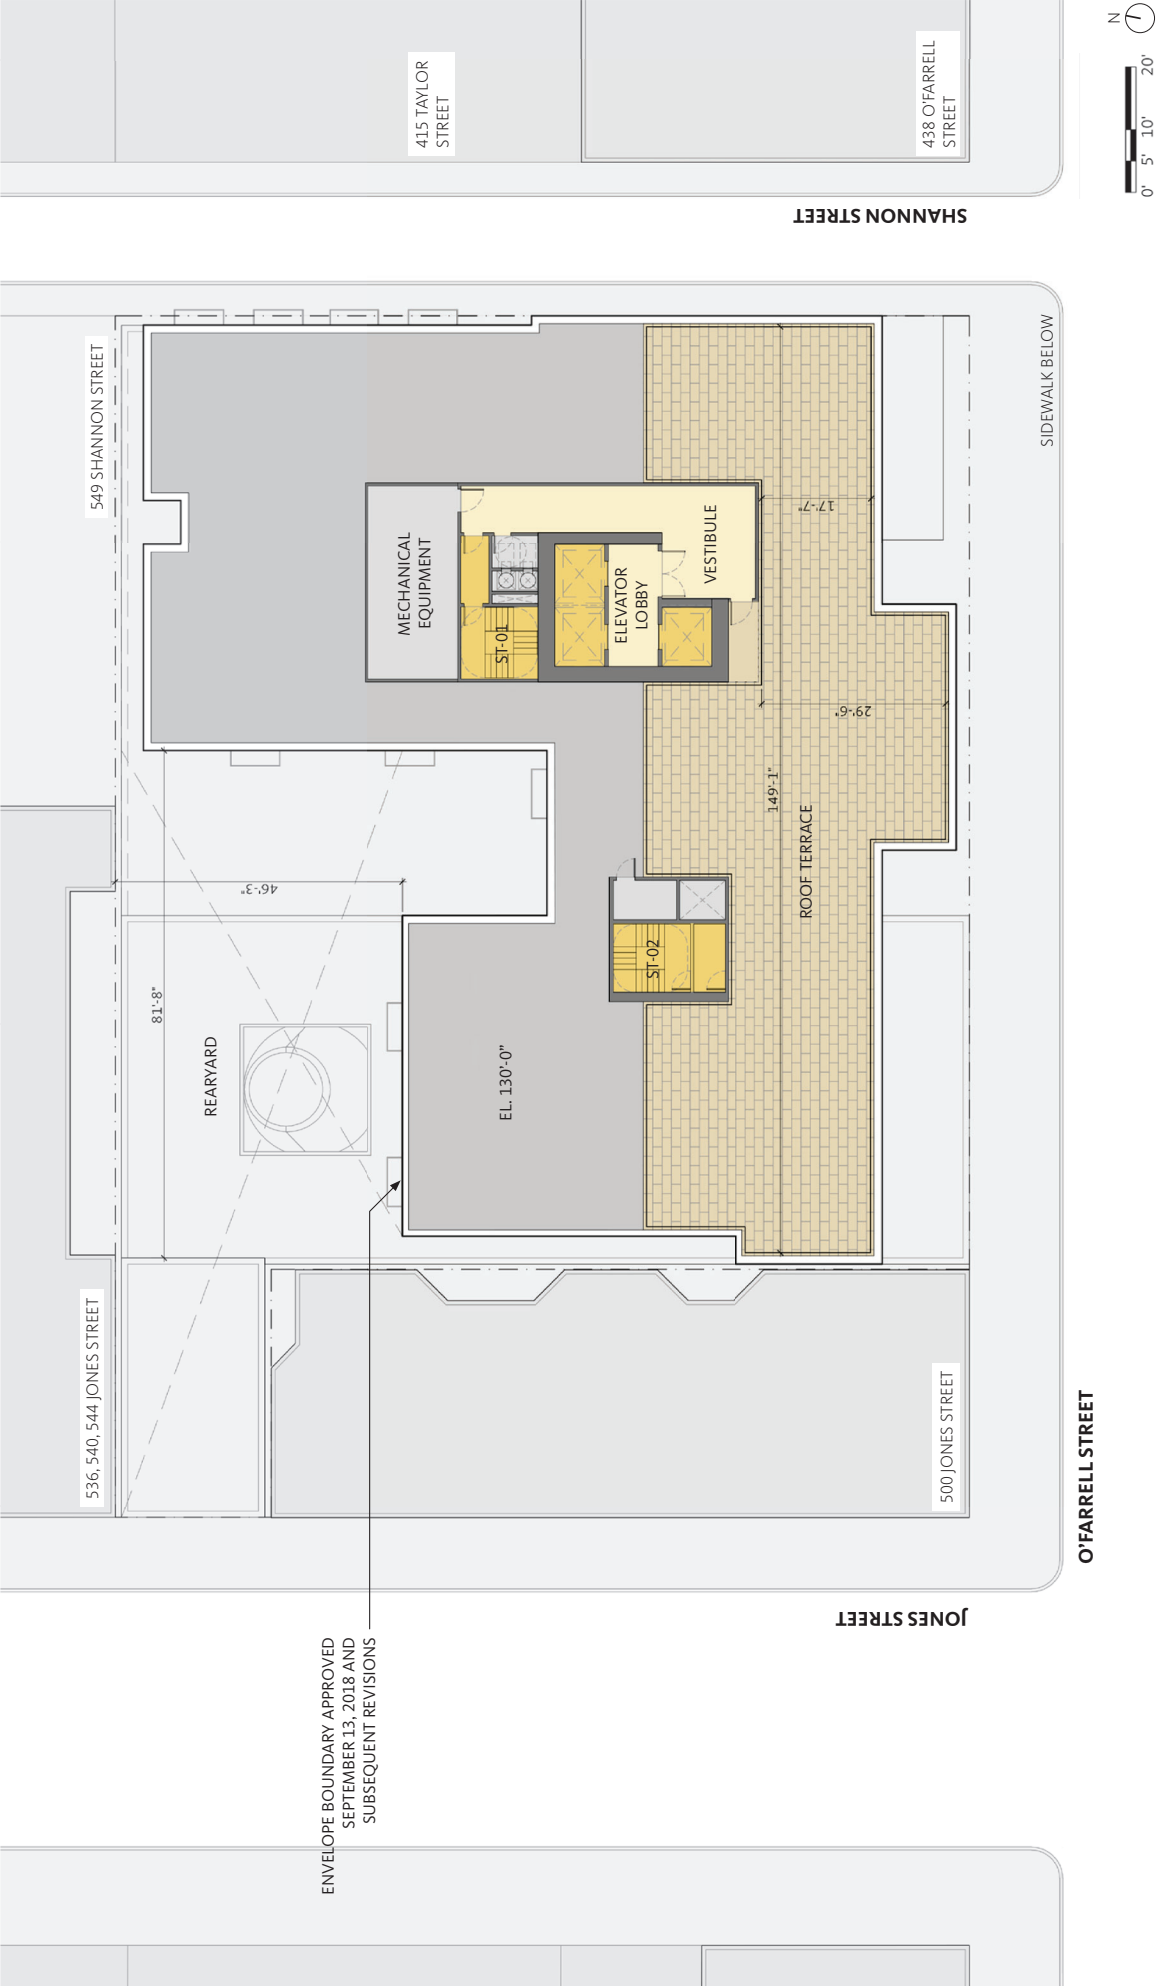 536, 540, 544 JONES STREET
549 SHANNON STREET
415 TAYLOR
STREET
438 O'FARRELL
STREET
N
0' 5' 10' 20'
REARYARD
81'-8"
46'-3"
MECHANICAL
EQUIPMENT
ST-01
ELEVATOR
LOBBY
VESTIBULE
17'-7"
29'-6"
149'-1"
ROOF TERRACE
ST-02
EL. 130'-0"
ENVELOPE BOUNDARY APPROVED
SEPTEMBER 13, 2018 AND
SUBSEQUENT REVISIONS
500 JONES STREET
SIDEWALK BELOW
JONES STREET
SHANNON STREET
O'FARRELL STREET